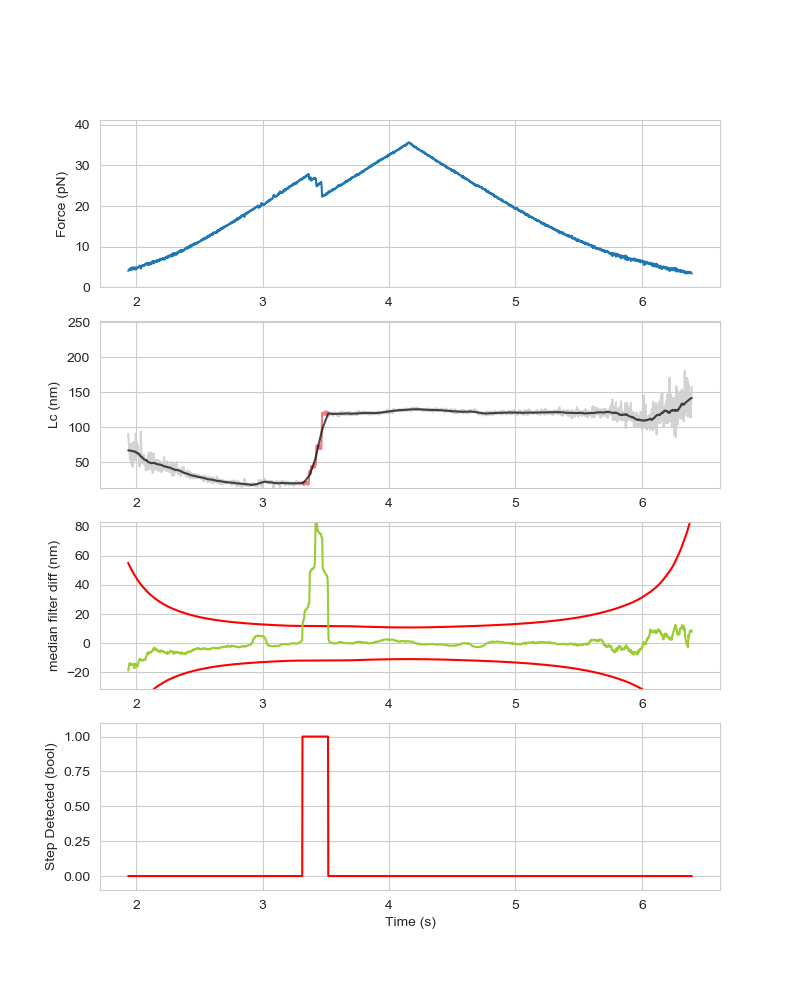 Force (pN)
40
30
20
10
0
2 3 4 5 6
Lc (nm)
250
200
150
100
50
2 3 4 5 6
median filter diff (nm)
80
60
40
20
0
−20
2 3 4 5 6
Step Detected (bool)
1.00
0.75
0.50
0.25
0.00
2 3 4 5 6
Time (s)